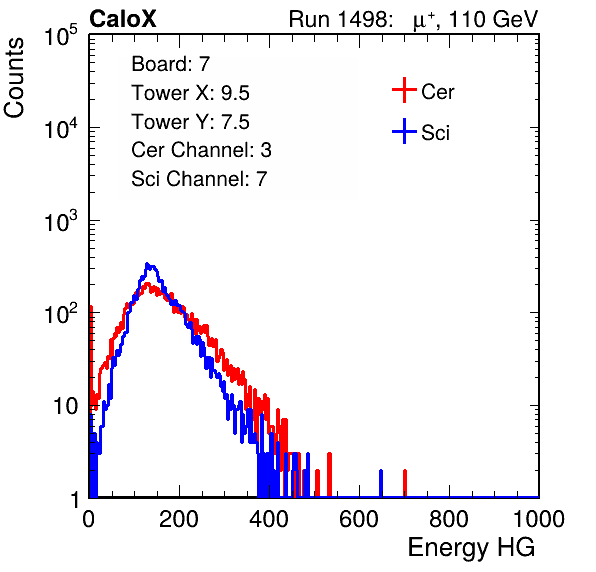 CaloX Run 1498: μ⁺, 110 GeV
Counts
10⁵
10⁴
10³
10²
10
1
Board: 7
Tower X: 9.5
Tower Y: 7.5
Cer Channel: 3
Sci Channel: 7
Cer
Sci
0 200 400 600 800 1000
Energy HG